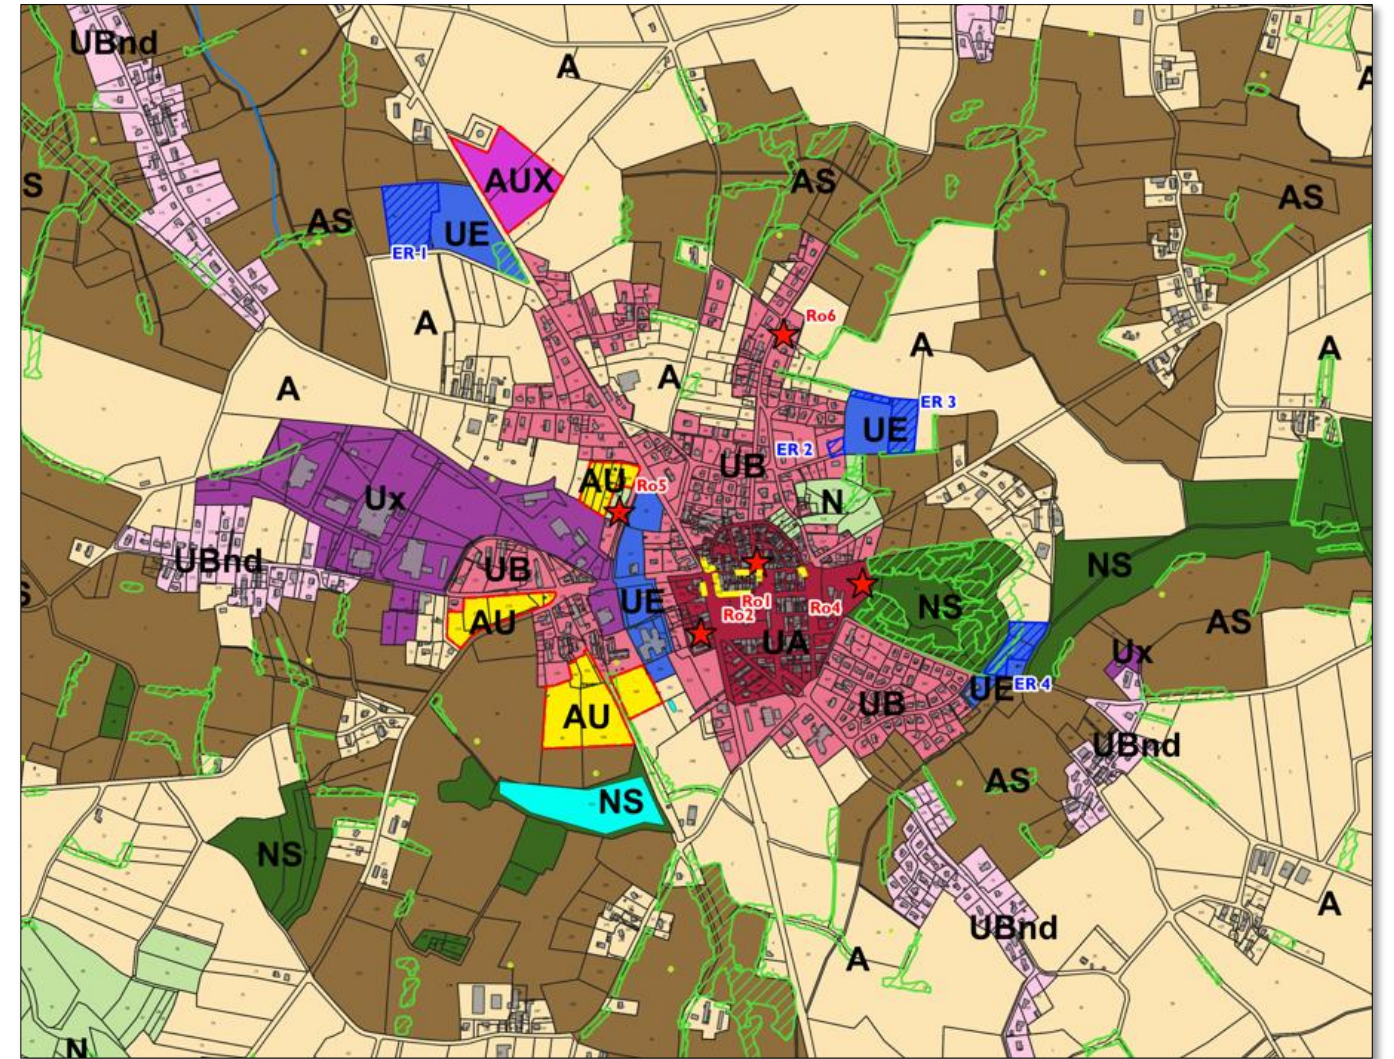 UBnd
A
A
AUX
AS
AS
S
AS
UE
ER-1
Ro6
A
A
A
A
A
ER 3
UE
ER 2
UB
AU
Ro5
N
Ux
UBnd
UB
NS
NS
S
AU
UE
Ro1
Ro4
Ro2
UA
AS
Ux
UE
ER 4
UB
AU
UBnd
AS
NS
NS
A
UBnd
A
N